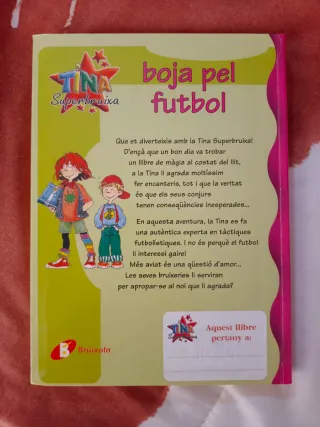 TINA
Superbruixa
boja pel
futbol
Que et diverteixis amb la Tina Superbruixa!
D'ençà que un bon dia va trobar
un llibre de màgia al costat del llit,
a la Tina li agrada moltíssim
fer encanteris, tot i que la veritat
és que els seus conjurs
tenen conseqüències inesperades...
En aquesta aventura, la Tina es fa
una autèntica experta en tàctiques
futbolístiques. I no és perquè el futbol
li interessi gaire!
Més aviat és una qüestió d'amor...
Les seves bruixeries li serviran
per apropar-se al noi que li agrada?
Bruixola
TINA
Aquest llibre
pertany a: